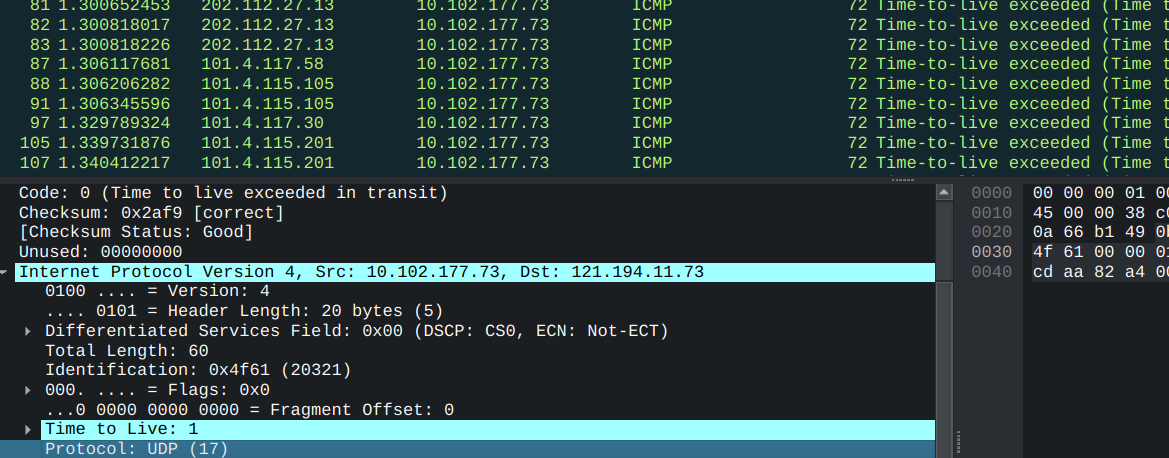 81 1.300652453 202.112.27.13 10.102.177.73 ICMP 72 Time-to-live exceeded (Time t
82 1.300818017 202.112.27.13 10.102.177.73 ICMP 72 Time-to-live exceeded (Time t
83 1.300818226 202.112.27.13 10.102.177.73 ICMP 72 Time-to-live exceeded (Time t
87 1.306117681 101.4.117.58 10.102.177.73 ICMP 72 Time-to-live exceeded (Time t
88 1.306206282 101.4.115.105 10.102.177.73 ICMP 72 Time-to-live exceeded (Time t
91 1.306345596 101.4.115.105 10.102.177.73 ICMP 72 Time-to-live exceeded (Time t
97 1.329789324 101.4.117.30 10.102.177.73 ICMP 72 Time-to-live exceeded (Time t
105 1.339731876 101.4.115.201 10.102.177.73 ICMP 72 Time-to-live exceeded (Time t
107 1.340412217 101.4.115.201 10.102.177.73 ICMP 72 Time-to-live exceeded (Time t
Code: 0 (Time to live exceeded in transit)
Checksum: 0x2af9 [correct]
[Checksum Status: Good]
Unused: 00000000
Internet Protocol Version 4, Src: 10.102.177.73, Dst: 121.194.11.73
0100 .... = Version: 4
.... 0101 = Header Length: 20 bytes (5)
Differentiated Services Field: 0x00 (DSCP: CS0, ECN: Not-ECT)
Total Length: 60
Identification: 0x4f61 (20321)
000. .... = Flags: 0x0
...0 0000 0000 0000 = Fragment Offset: 0
Time to Live: 1
Protocol: UDP (17)
0000 00 00 00 01 00
0010 45 00 00 38 c0
0020 0a 66 b1 49 0b
0030 4f 61 00 00 01
0040 cd aa 82 a4 00